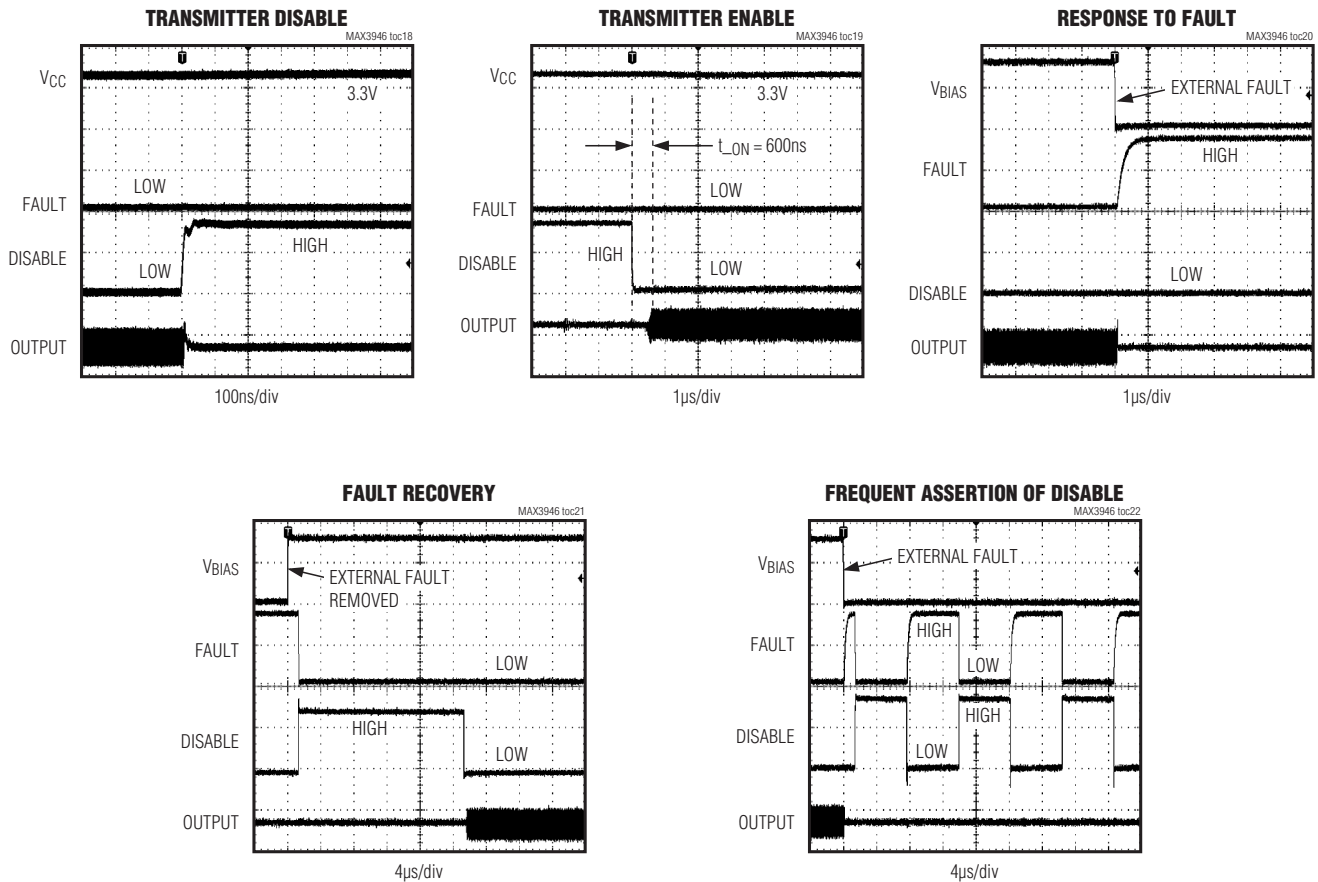 TRANSMITTER DISABLE
MAX3946 toc18
T
VCC
3.3V
LOW
FAULT
HIGH
DISABLE
LOW
OUTPUT
100ns/div
TRANSMITTER ENABLE
MAX3946 toc19
T
VCC
3.3V
t_ON = 600ns
LOW
FAULT
HIGH
DISABLE
LOW
OUTPUT
1µs/div
RESPONSE TO FAULT
MAX3946 toc20
T
VBIAS
EXTERNAL FAULT
HIGH
FAULT
LOW
DISABLE
OUTPUT
1µs/div
FAULT RECOVERY
MAX3946 toc21
T
VBIAS
EXTERNAL FAULT
REMOVED
FAULT
LOW
HIGH
DISABLE
LOW
OUTPUT
4µs/div
FREQUENT ASSERTION OF DISABLE
MAX3946 toc22
T
VBIAS
EXTERNAL FAULT
HIGH
FAULT
LOW
HIGH
DISABLE
LOW
OUTPUT
4µs/div